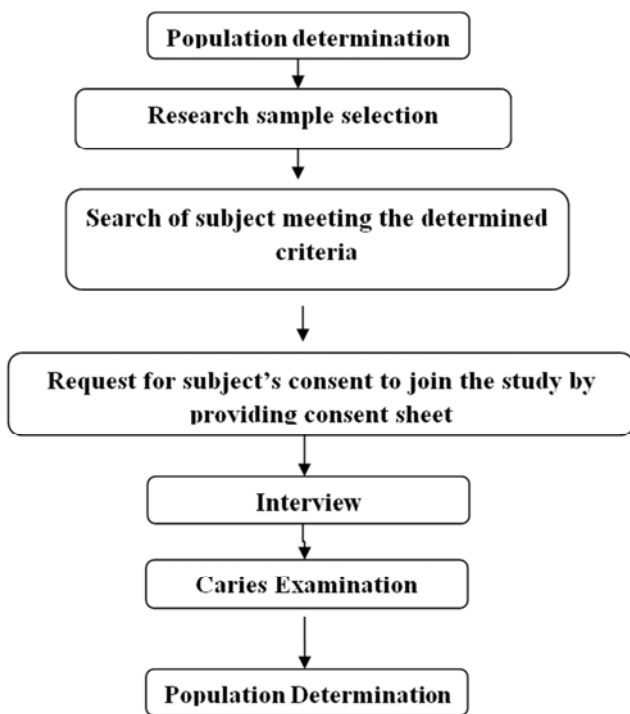 Population determination
Research sample selection
Search of subject meeting the determined
criteria
Request for subject's consent to join the study by
providing consent sheet
Interview
Caries Examination
Population Determination